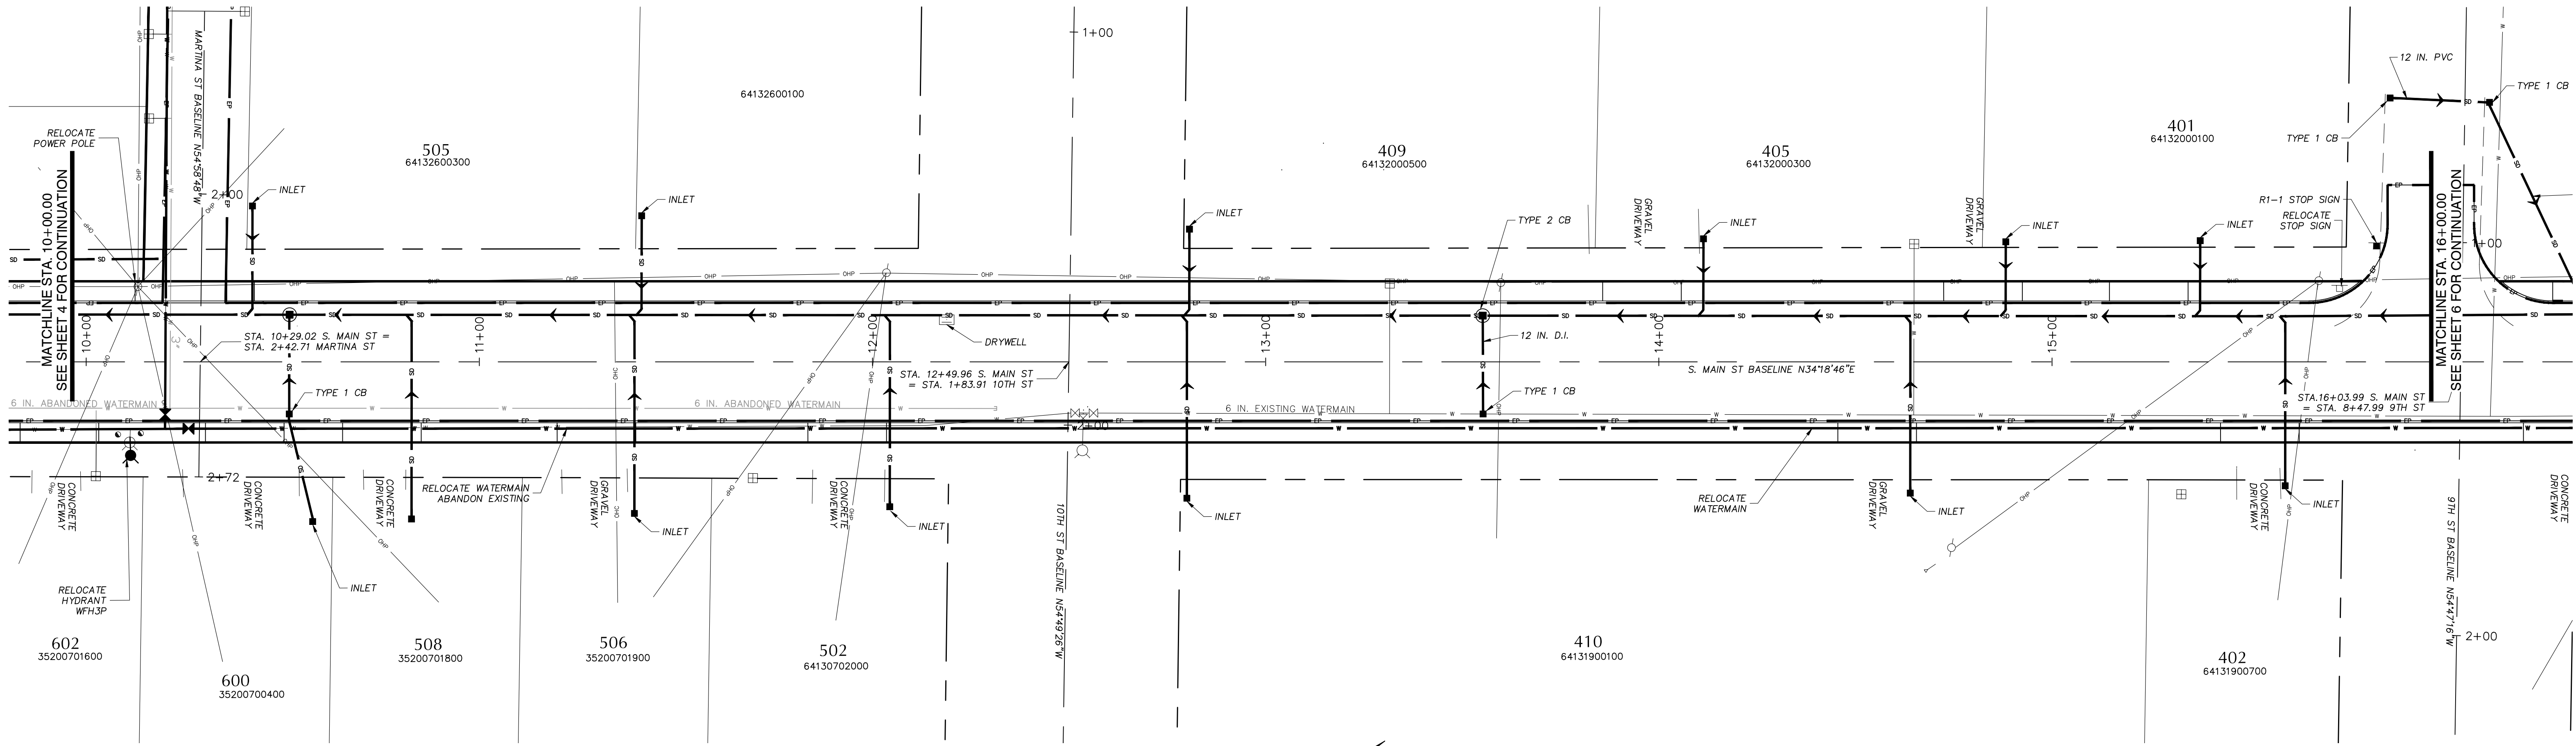 1+00
12 IN. PVC
TYPE 1 CB
64132600100
MARTINA ST BASELINE N54°58'48"W
401
64132000100
TYPE 1 CB
RELOCATE
POWER POLE
505
64132600300
409
64132000500
405
64132000300
MATCHLINE STA. 10+00.00
SEE SHEET 4 FOR CONTINUATION
2+00
INLET
INLET
INLET
TYPE 2 CB
GRAVEL
DRIVEWAY
INLET
GRAVEL
DRIVEWAY
INLET
INLET
R1-1 STOP SIGN
RELOCATE
STOP SIGN
MATCHLINE STA. 16+00.00
SEE SHEET 6 FOR CONTINUATION
1+00
10+00
STA. 10+29.02 S. MAIN ST =
STA. 2+42.71 MARTINA ST
11+00
12+00
DRYWELL
13+00
12 IN. D.I.
14+00
15+00
STA. 12+49.96 S. MAIN ST
= STA. 1+83.91 10TH ST
S. MAIN ST BASELINE N34°18'46"E
6 IN. ABANDONED WATERMAIN
TYPE 1 CB
6 IN. ABANDONED WATERMAIN
6 IN. EXISTING WATERMAIN
TYPE 1 CB
STA.16+03.99 S. MAIN ST
= STA. 8+47.99 9TH ST
2+00
2+72
CONCRETE
DRIVEWAY
CONCRETE
DRIVEWAY
CONCRETE
DRIVEWAY
RELOCATE WATERMAIN
ABANDON EXISTING
GRAVEL
DRIVEWAY
INLET
CONCRETE
DRIVEWAY
INLET
INLET
RELOCATE
WATERMAIN
GRAVEL
DRIVEWAY
INLET
CONCRETE
DRIVEWAY
INLET
CONCRETE
DRIVEWAY
10TH ST BASELINE N54°49'26"W
9TH ST BASELINE N54°47'16"W
RELOCATE
HYDRANT
WFH3P
INLET
602
35200701600
600
35200700400
508
35200701800
506
35200701900
502
64130702000
410
64131900100
402
64131900700
2+00